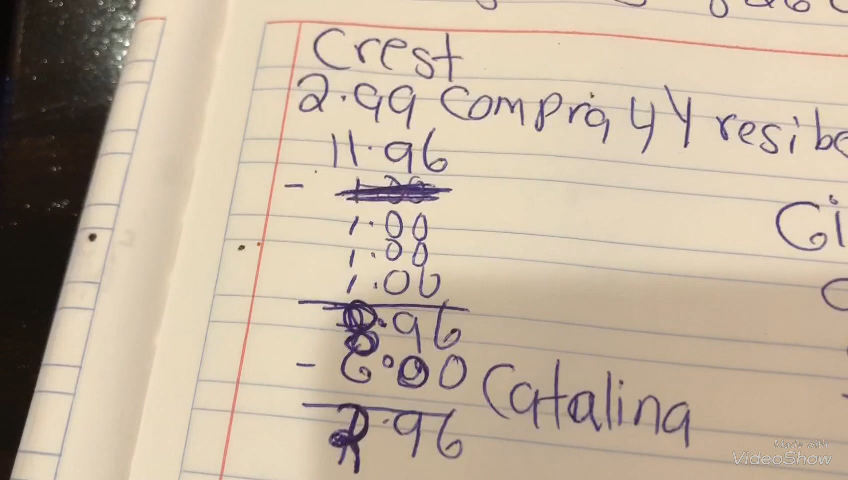 Crest
2.99 Compra 4 Y resibe
11.96
-
1.00
1.00
1.00
8.96
- 6.00 Catalina
2.96
Gi
Made with
VideoShow